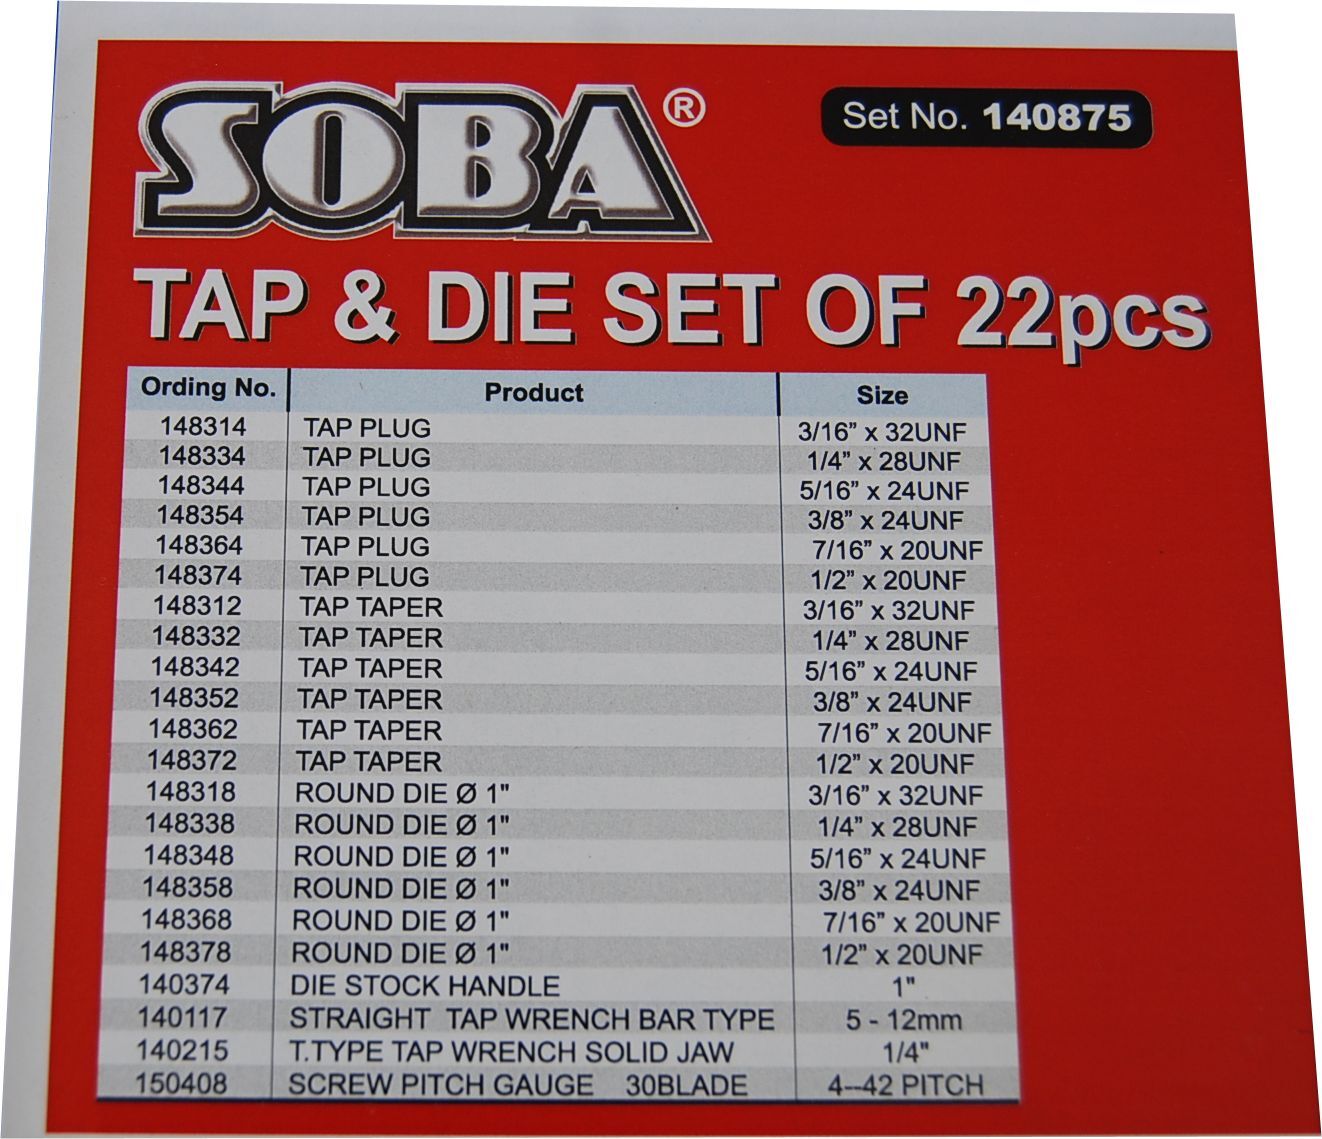 SOBA®
Set No. 140875
TAP & DIE SET OF 22pcs
Ording No. Product Size
148314 TAP PLUG 3/16” x 32UNF
148334 TAP PLUG 1/4” x 28UNF
148344 TAP PLUG 5/16” x 24UNF
148354 TAP PLUG 3/8” x 24UNF
148364 TAP PLUG 7/16” x 20UNF
148374 TAP PLUG 1/2” x 20UNF
148312 TAP TAPER 3/16” x 32UNF
148332 TAP TAPER 1/4” x 28UNF
148342 TAP TAPER 5/16” x 24UNF
148352 TAP TAPER 3/8” x 24UNF
148362 TAP TAPER 7/16” x 20UNF
148372 TAP TAPER 1/2” x 20UNF
148318 ROUND DIE Ø 1" 3/16” x 32UNF
148338 ROUND DIE Ø 1" 1/4” x 28UNF
148348 ROUND DIE Ø 1" 5/16” x 24UNF
148358 ROUND DIE Ø 1" 3/8” x 24UNF
148368 ROUND DIE Ø 1" 7/16” x 20UNF
148378 ROUND DIE Ø 1" 1/2” x 20UNF
140374 DIE STOCK HANDLE 1"
140117 STRAIGHT TAP WRENCH BAR TYPE 5 - 12mm
140215 T.TYPE TAP WRENCH SOLID JAW 1/4"
150408 SCREW PITCH GAUGE 30BLADE 4--42 PITCH